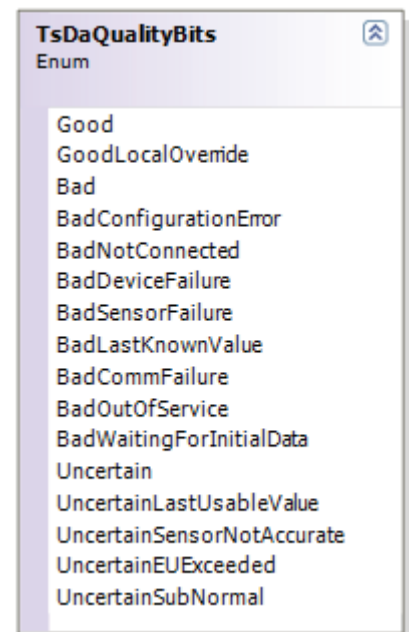 TsDaQualityBits
Enum
Good
GoodLocalOverride
Bad
BadConfigurationError
BadNotConnected
BadDeviceFailure
BadSensorFailure
BadLastKnownValue
BadCommFailure
BadOutOfService
BadWaitingForInitialData
Uncertain
UncertainLastUsableValue
UncertainSensorNotAccurate
UncertainEUExceeded
UncertainSubNormal